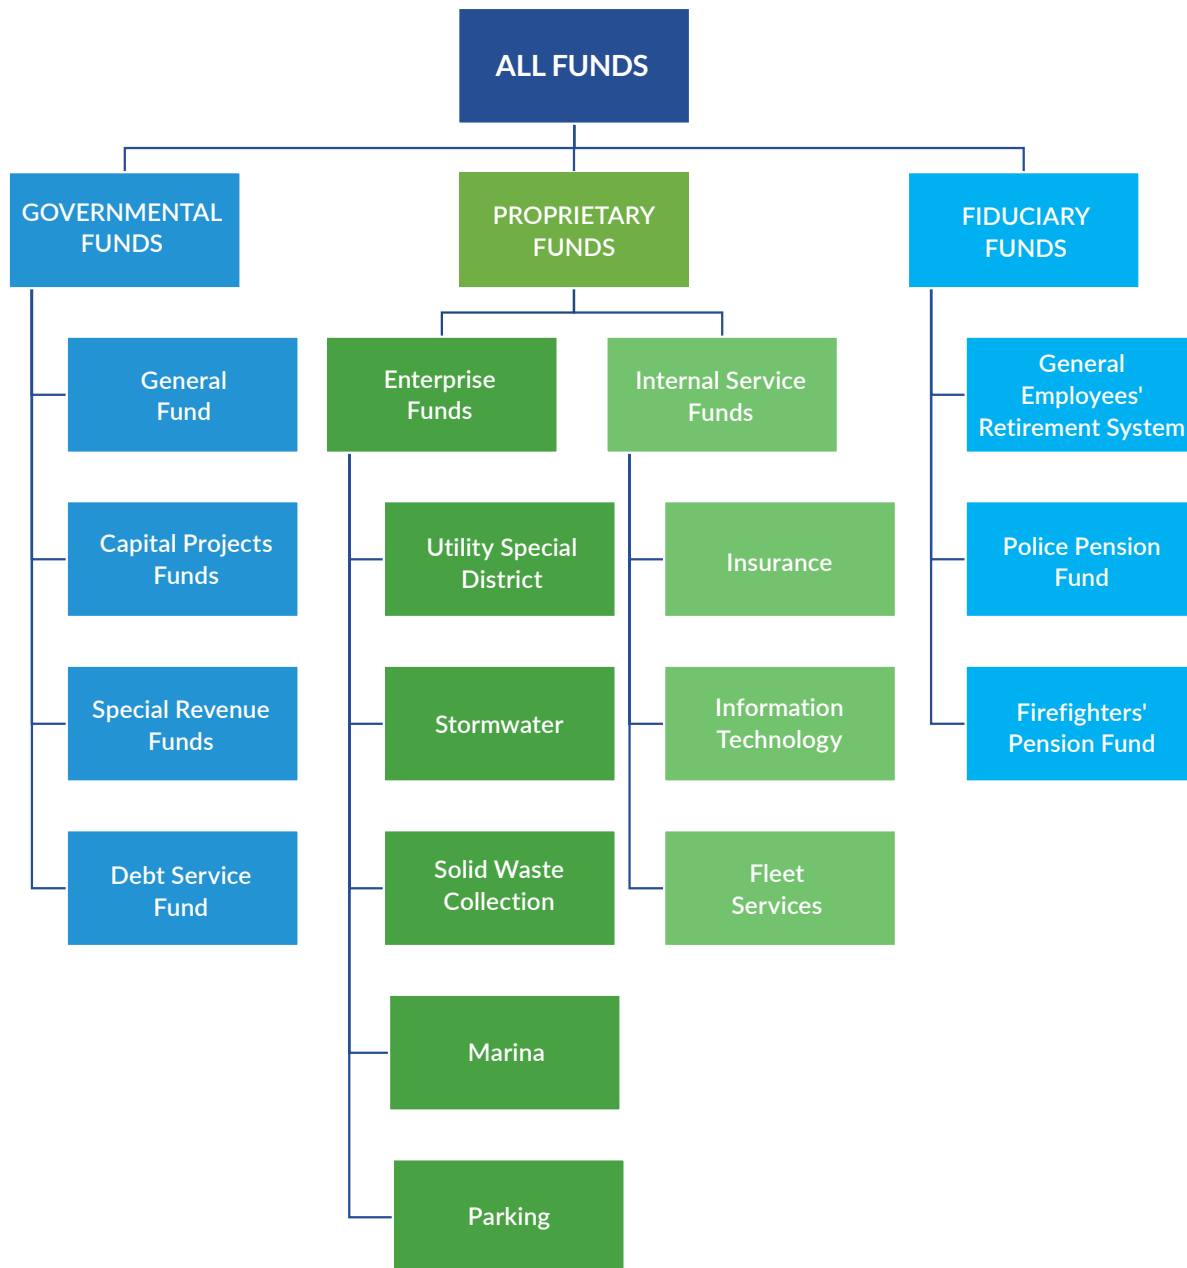 ALL FUNDS
GOVERNMENTAL
FUNDS
PROPRIETARY
FUNDS
FIDUCIARY
FUNDS
General
Fund
Capital Projects
Funds
Special Revenue
Funds
Debt Service
Fund
Enterprise
Funds
Utility Special
District
Stormwater
Solid Waste
Collection
Marina
Parking
Internal Service
Funds
Insurance
Information
Technology
Fleet
Services
General
Employees'
Retirement System
Police Pension
Fund
Firefighters'
Pension Fund